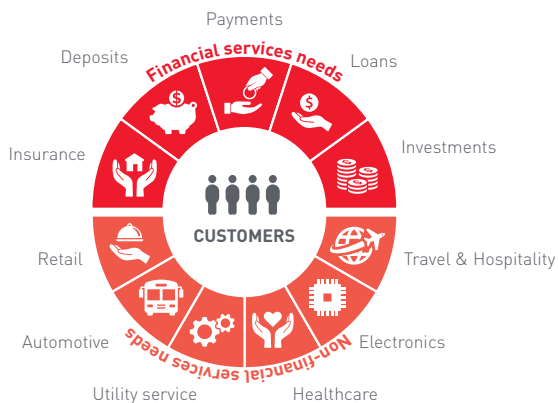 Payments
Deposits
Financial services needs
Loans
$
$
Insurance
Investments
CUSTOMERS
Retail
Travel & Hospitality
Automotive
Electronics
Non-financial services needs
Utility service
Healthcare